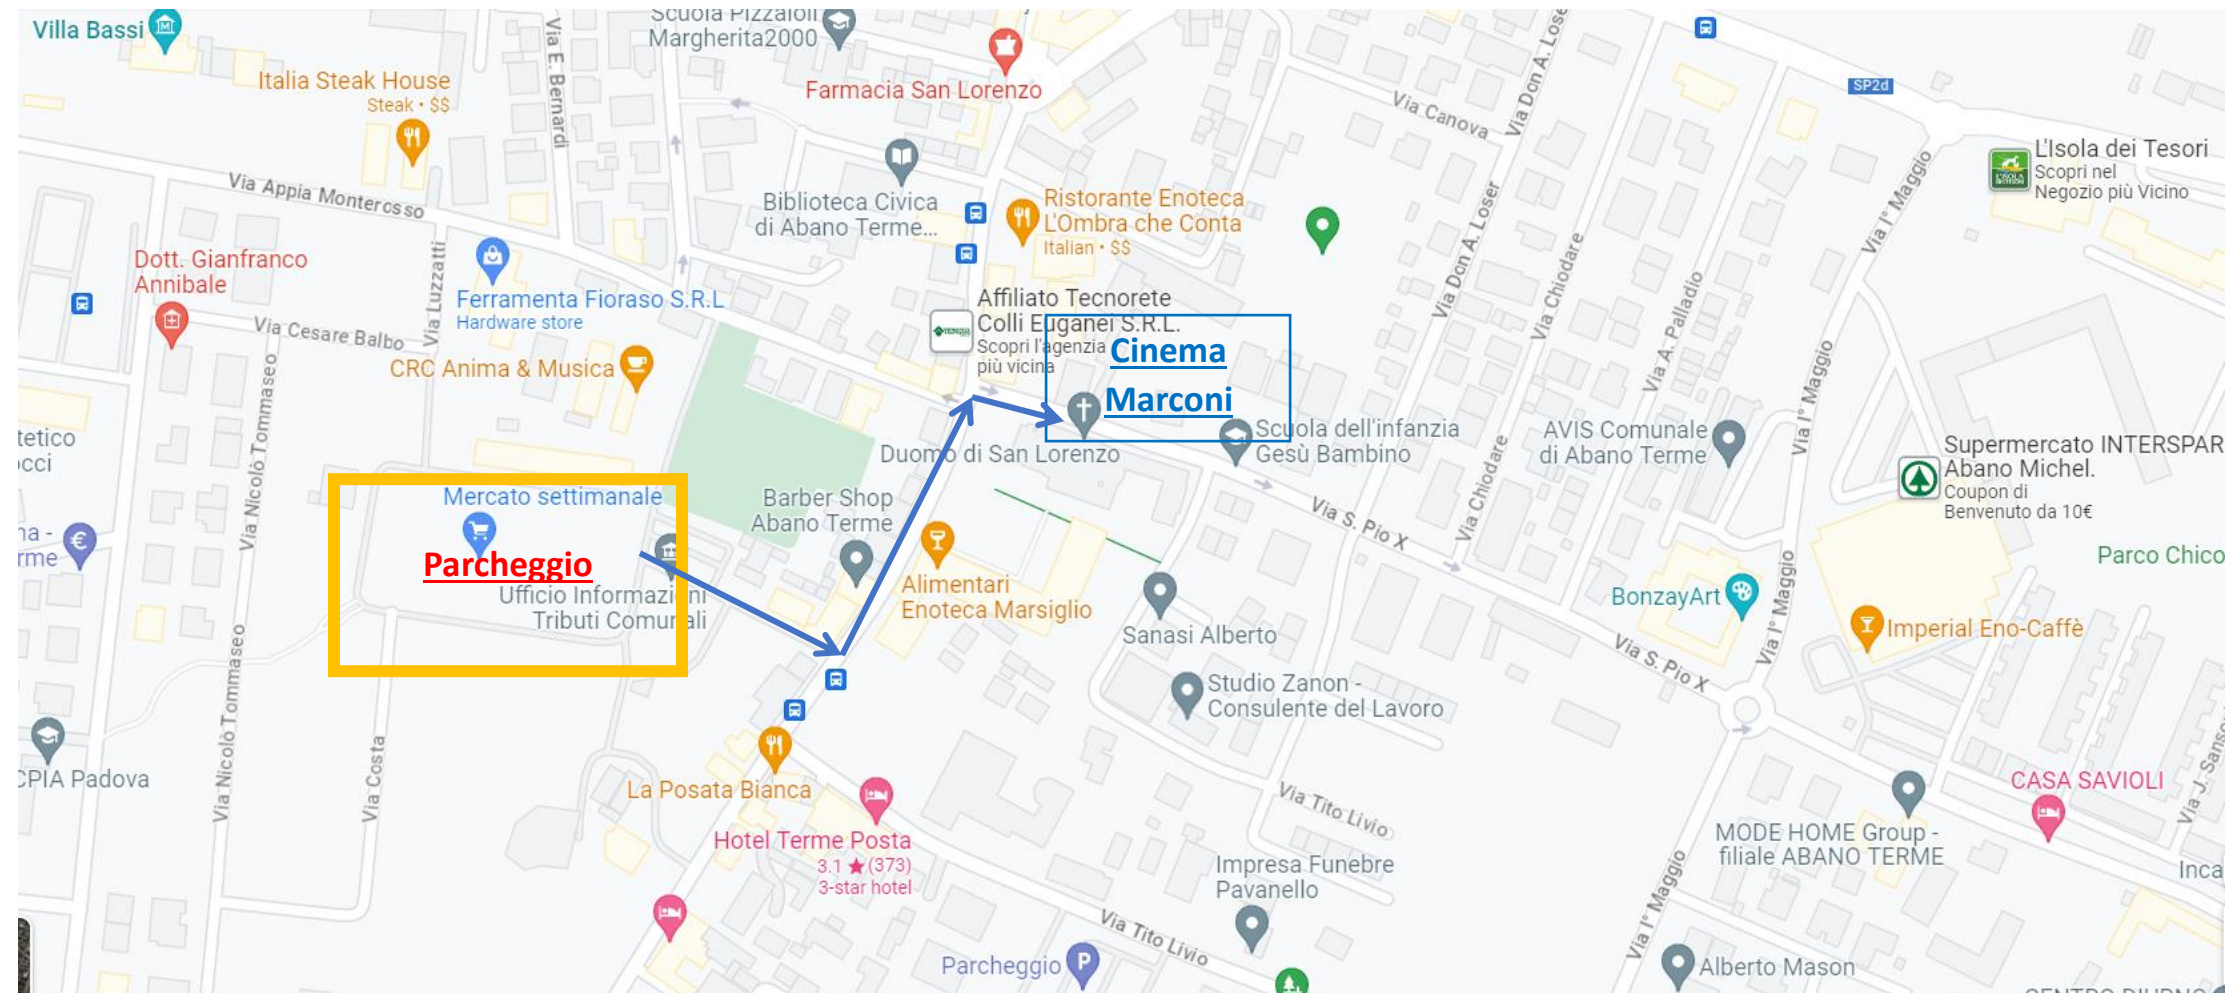 Villa Bassi
Scuola Pizzaioli
Margherita2000
Italia Steak House
Steak • $$
Via E. Bernardi
Farmacia San Lorenzo
Via Canova
Via Don A. Loser
SP2d
L'Isola dei Tesori
Scopri nel
Negozio più Vicino
Via Appia Monterosso
Biblioteca Civica
di Abano Terme...
Ristorante Enoteca
L'Ombra che Conta
Italian • $$
Via Don A. Loser
Via Chiodare
Via A. Palladio
Via I° Maggio
Dott. Gianfranco
Annibale
Via Luzzatti
Ferramenta Fioraso S.R.L
Hardware store
Via Cesare Balbo
CRC Anima & Musica
Affiliato Tecnorete
Colli Euganei S.R.L.
Scopri l'agenzia
più vicina
Cinema
Marconi
Via I° Maggio
Via Nicolò Tommaseo
Duomo di San Lorenzo
Scuola dell'infanzia
Gesù Bambino
Via Chiodare
AVIS Comunale
di Abano Terme
Supermercato INTERSPAR
Abano Michel.
Coupon di
Benvenuto da 10€
tetico
occi
Mercato settimanale
Parcheggio
Barber Shop
Abano Terme
Via S. Pio X
na -
rme
Ufficio Informazioni
Tributi Comunali
Alimentari
Enoteca Marsiglio
Sanasi Alberto
BonzayArt
Via I° Maggio
Parco Chico
Imperial Eno-Caffè
Via S. Pio X
Via Nicolò Tommaseo
Via Costa
Studio Zanon -
Consulente del Lavoro
CPIA Padova
La Posata Bianca
Via Tito Livio
CASA SAVIOLI
Via J. Sanso
Hotel Terme Posta
3.1 ★ (373)
3-star hotel
MODE HOME Group -
filiale ABANO TERME
Impresa Funebre
Pavanello
Inca
Via I° Maggio
Via Tito Livio
Parcheggio
P
Alberto Mason
CENTRO DIURNO